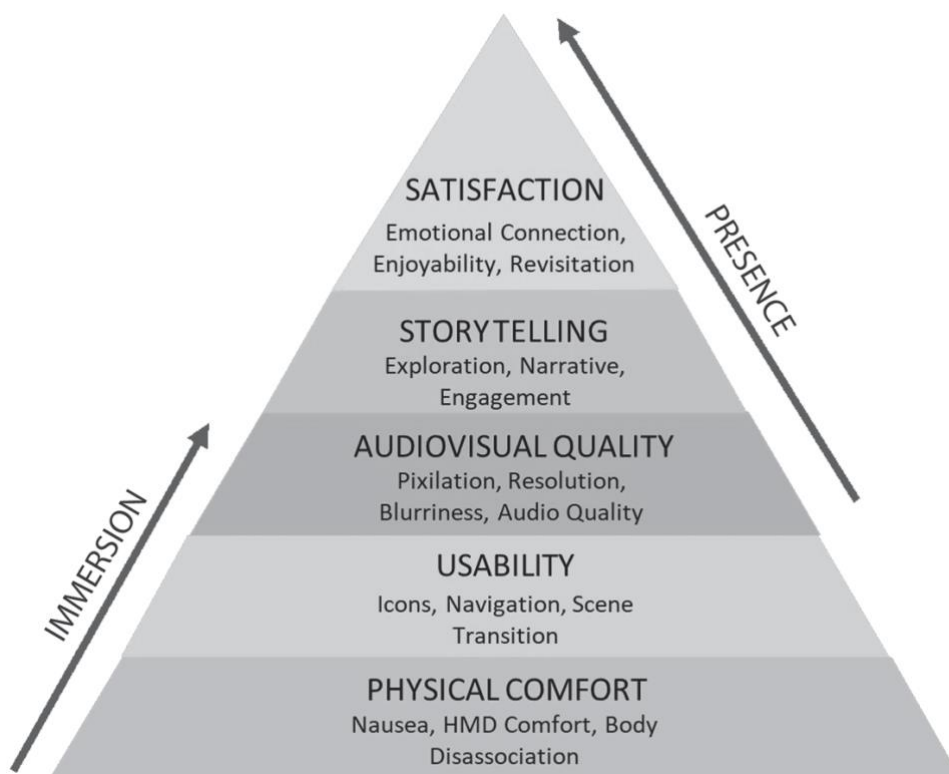 SATISFACTION
Emotional Connection,
Enjoyability, Revisitation
PRESENCE
STORYTELLING
Exploration, Narrative,
Engagement
AUDIOVISUAL QUALITY
Pixilation, Resolution,
Blurriness, Audio Quality
IMMERSION
USABILITY
Icons, Navigation, Scene
Transition
PHYSICAL COMFORT
Nausea, HMD Comfort, Body
Disassociation